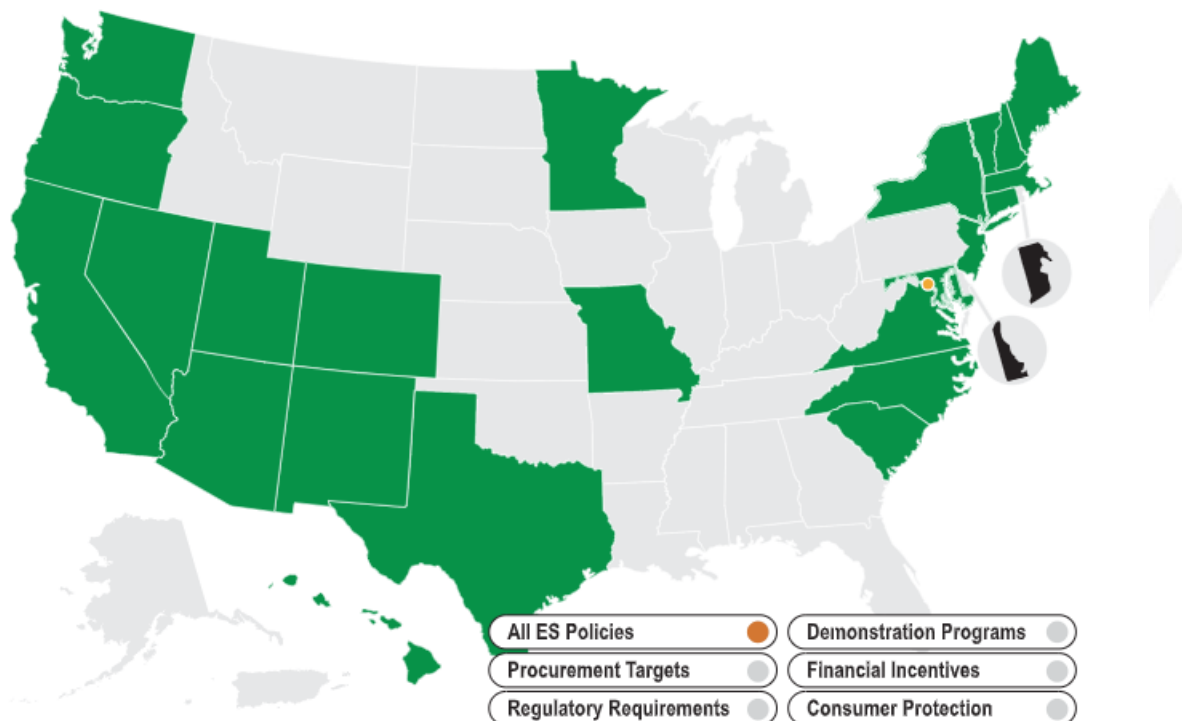 All ES Policies
Demonstration Programs
Procurement Targets
Financial Incentives
Regulatory Requirements
Consumer Protection